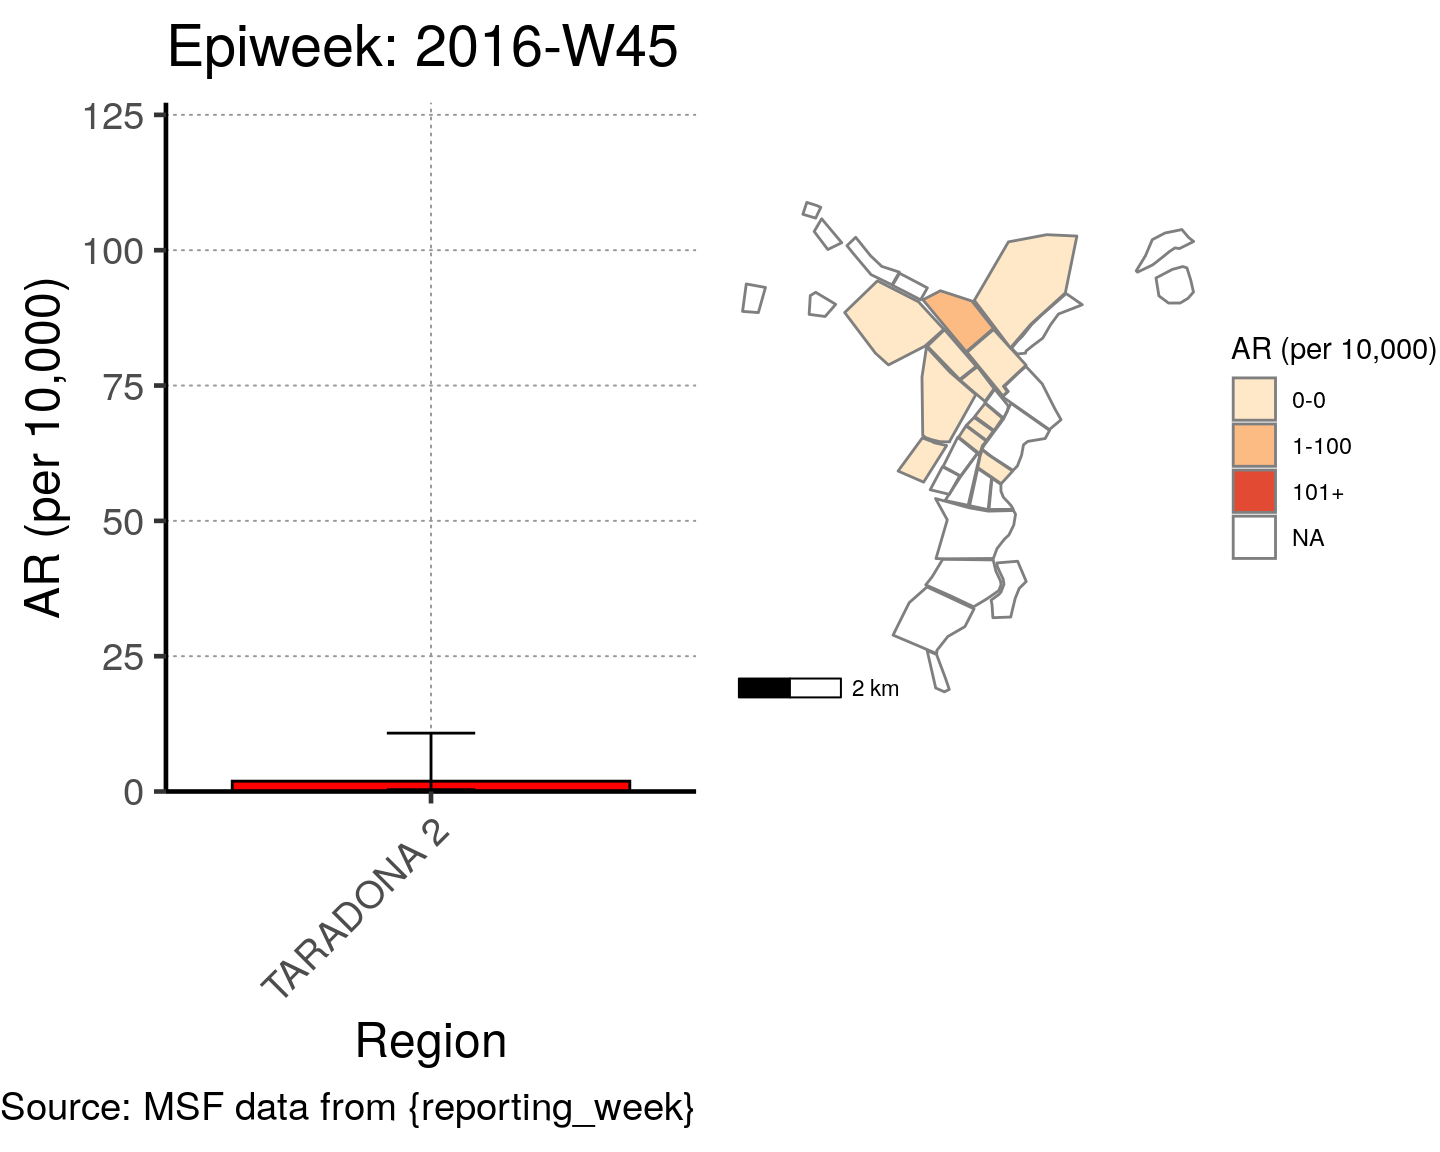 Epiweek: 2016-W45
AR (per 10,000)
125
100
75
50
25
0
TARADONA 2
Region
Source: MSF data from {reporting_week}
2 km
AR (per 10,000)
0-0
1-100
101+
NA